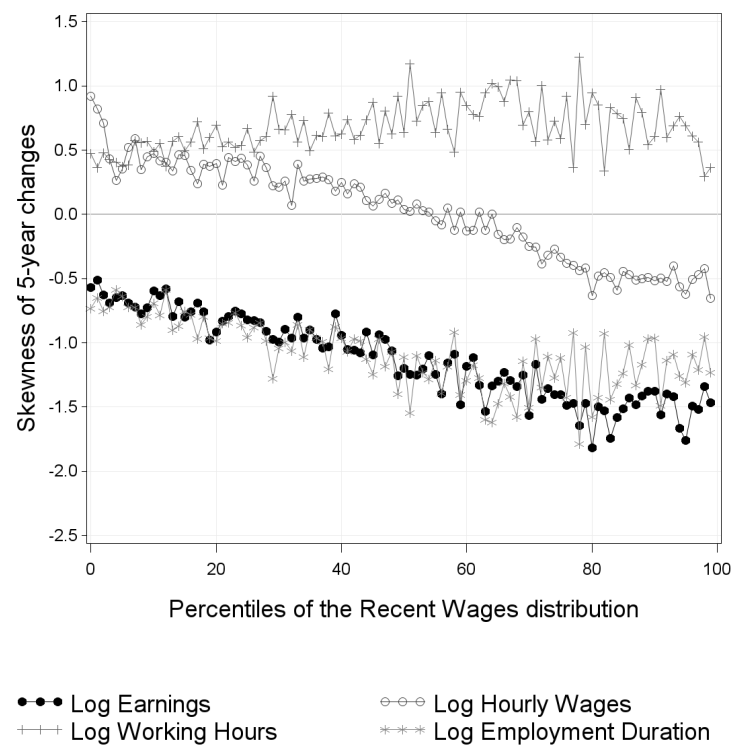 Skewness of 5-year changes
1.5
1.0
0.5
0.0
-0.5
-1.0
-1.5
-2.0
-2.5
0 20 40 60 80 100
Percentiles of the Recent Wages distribution
Log Earnings Log Hourly Wages
Log Working Hours Log Employment Duration